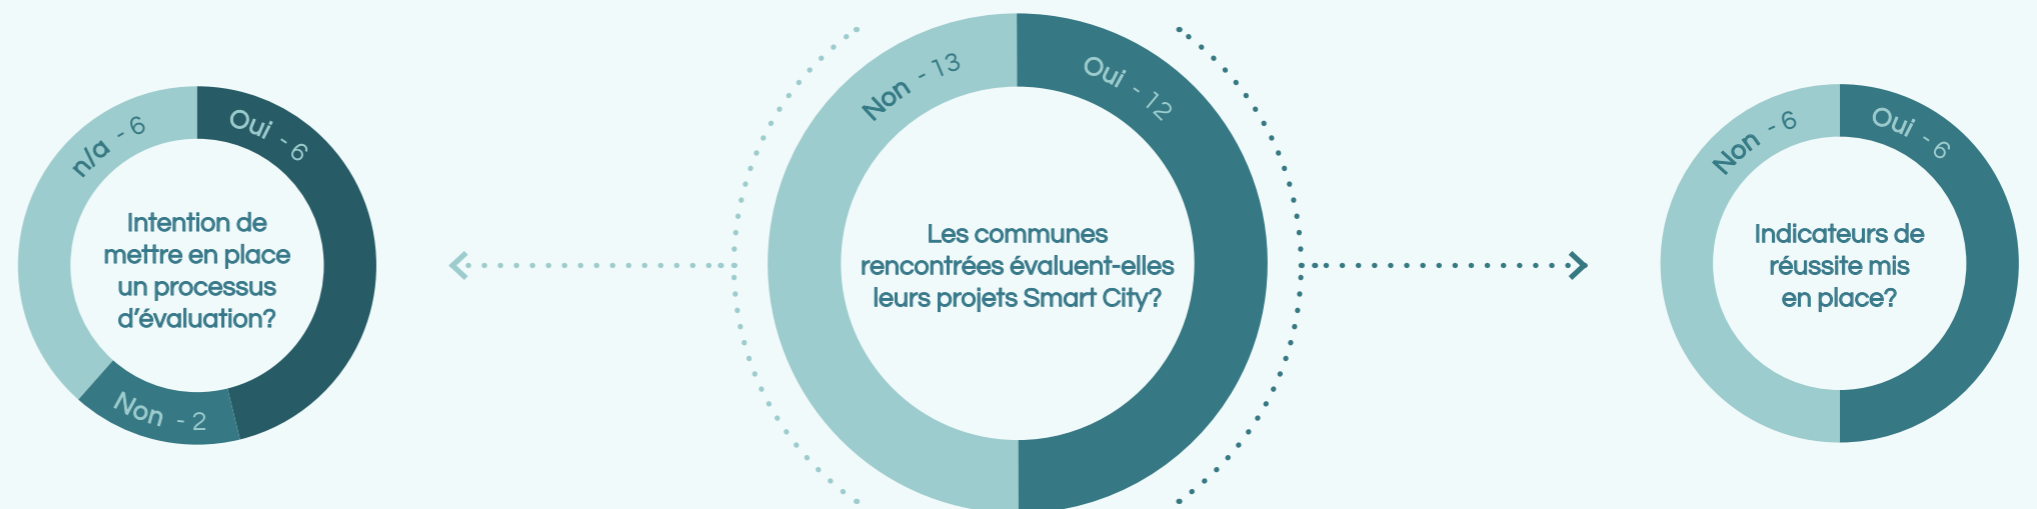 n/a - 6
Oui - 6
Intention de
mettre en place
un processus
d'évaluation?
Non - 2
Non - 13
Oui - 12
Les communes
rencontrées évaluent-elles
leurs projets Smart City?
Non - 6
Oui - 6
Indicateurs de
réussite mis
en place?